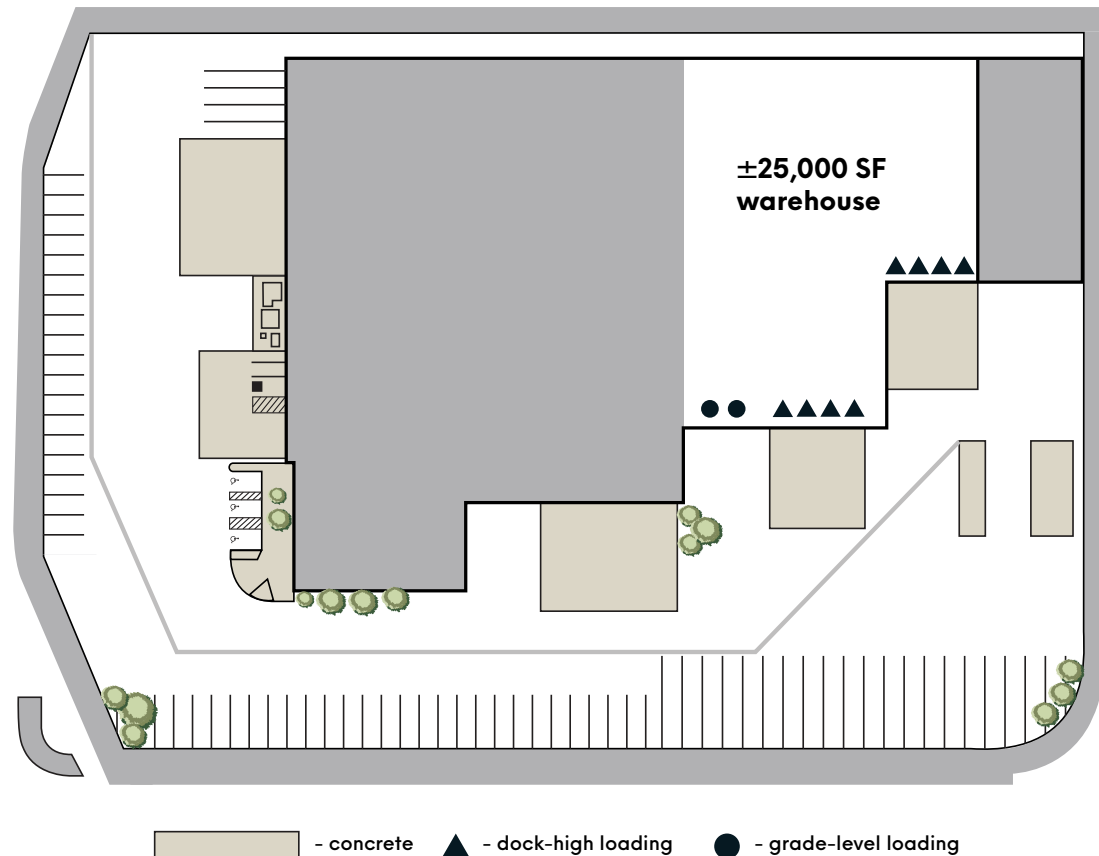 ±25,000 SF
warehouse
- concrete - dock-high loading - grade-level loading